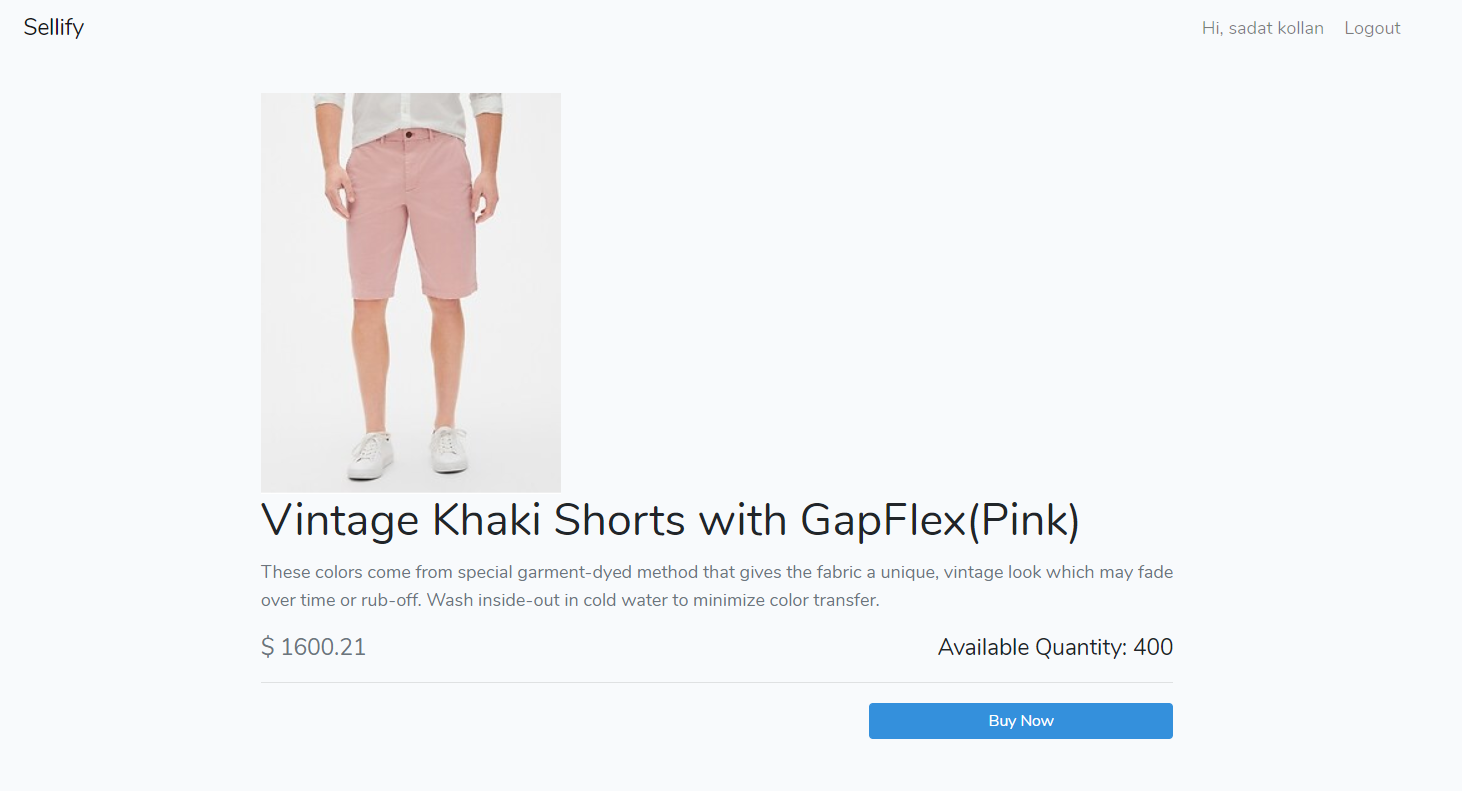 Sellify
Hi, sadat kollan Logout
Vintage Khaki Shorts with GapFlex(Pink)
These colors come from special garment-dyed method that gives the fabric a unique, vintage look which may fade
over time or rub-off. Wash inside-out in cold water to minimize color transfer.
$ 1600.21
Available Quantity: 400
Buy Now